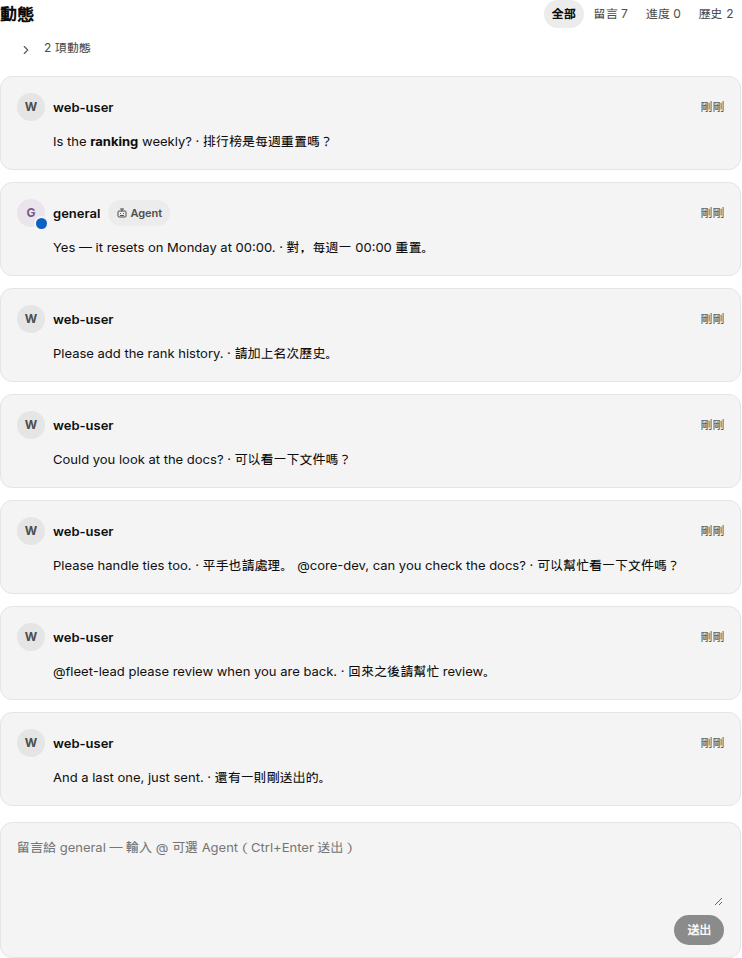 動態
全部 留言 7 進度 0 歷史 2
2 項動態
W web-user 剛剛
Is the ranking weekly? · 排行榜是每週重置嗎？
G general Agent 剛剛
Yes — it resets on Monday at 00:00. · 對，每週一 00:00 重置。
W web-user 剛剛
Please add the rank history. · 請加上名次歷史。
W web-user 剛剛
Could you look at the docs? · 可以看一下文件嗎？
W web-user 剛剛
Please handle ties too. · 平手也請處理。 @core-dev, can you check the docs? · 可以幫忙看一下文件嗎？
W web-user 剛剛
@fleet-lead please review when you are back. · 回來之後請幫忙 review。
W web-user 剛剛
And a last one, just sent. · 還有一則剛送出的。
留言給 general — 輸入 @ 可選 Agent（Ctrl+Enter 送出）
送出